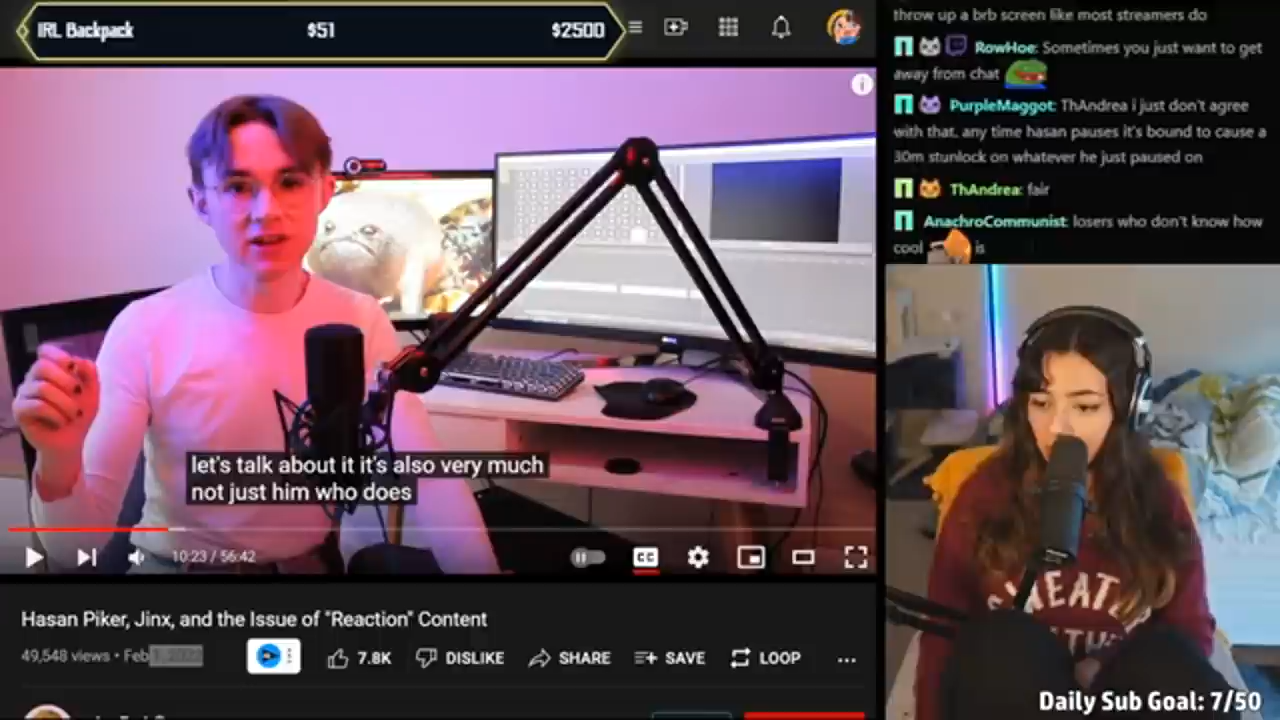 IRL Backpack $51 $2500
throw up a brb screen like most streamers do
RowHoe: Sometimes you just want to get
away from chat
PurpleMaggot: ThAndrea i just don't agree
with that, any time hasan pauses it's bound to cause a
30m stunlock on whatever he just paused on
ThAndrea: fair
AnachroCommunist: losers who don't know how
cool is
let's talk about it it's also very much
not just him who does
10:23 / 56:42
CC
Hasan Piker, Jinx, and the Issue of "Reaction" Content
49,548 views • Feb
7.8K DISLIKE SHARE SAVE LOOP
Daily Sub Goal: 7/50